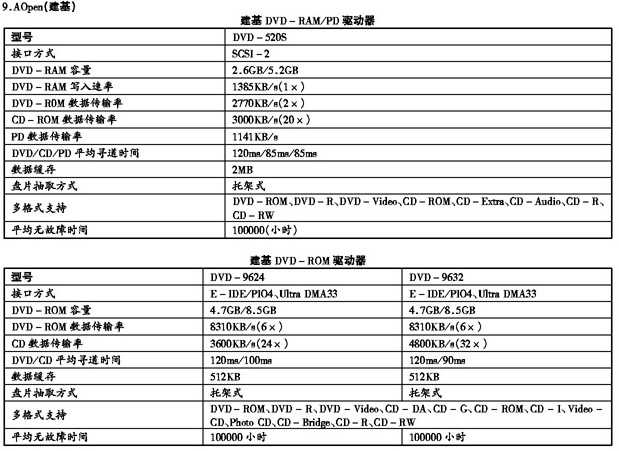 9.AOpen(建基)
建基 DVD-RAM/PD 驱动器
型号 DVD-520S
接口方式 SCSI-2
DVD-RAM 容量 2.6GB/5.2GB
DVD-RAM 写入速率 1385KB/s(1×)
DVD-ROM 数据传输率 2770KB/s(2×)
CD-ROM 数据传输率 3000KB/s(20×)
PD 数据传输率 1141KB/s
DVD/CD/PD 平均寻道时间 120ms/85ms/85ms
数据缓存 2MB
盘片抽取方式 托架式
多格式支持 DVD-ROM、DVD-R、DVD-Video、CD-ROM、CD-Extra、CD-Audio、CD-R、
CD-RW
平均无故障时间 100000(小时)
建基 DVD-ROM 驱动器
型号 DVD-9624 DVD-9632
接口方式 E-IDE/PIO4、Ultra DMA33 E-IDE/PIO4、Ultra DMA33
DVD-ROM 容量 4.7GB/8.5GB 4.7GB/8.5GB
DVD-ROM 数据传输率 8310KB/s(6×) 8310KB/s(6×)
CD 数据传输率 3600KB/s(24×) 4800KB/s(32×)
DVD/CD 平均寻道时间 120ms/100ms 120ms/90ms
数据缓存 512KB 512KB
盘片抽取方式 托架式 托架式
多格式支持 DVD-ROM、DVD-R、DVD-Video、CD-DA、CD-G、CD-ROM、CD-I、Video-
CD、Photo CD、CD-Bridge、CD-R、CD-RW
平均无故障时间 100000 小时 100000 小时